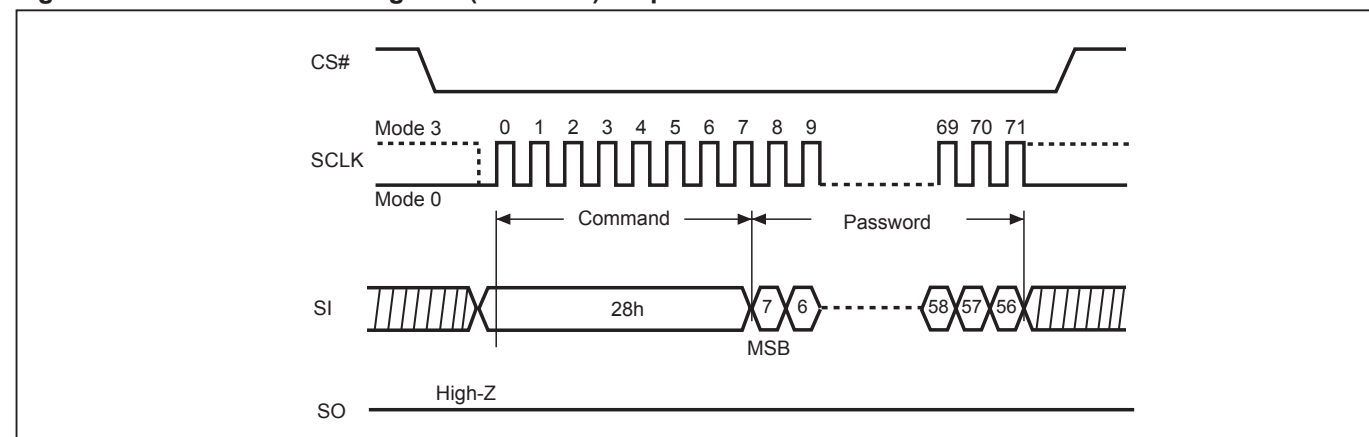 CS#
Mode 3 0 1 2 3 4 5 6 7 8 9 69 70 71
SCLK
Mode 0
Command Password
SI 28h 7 6 58 57 56
MSB
High-Z
SO